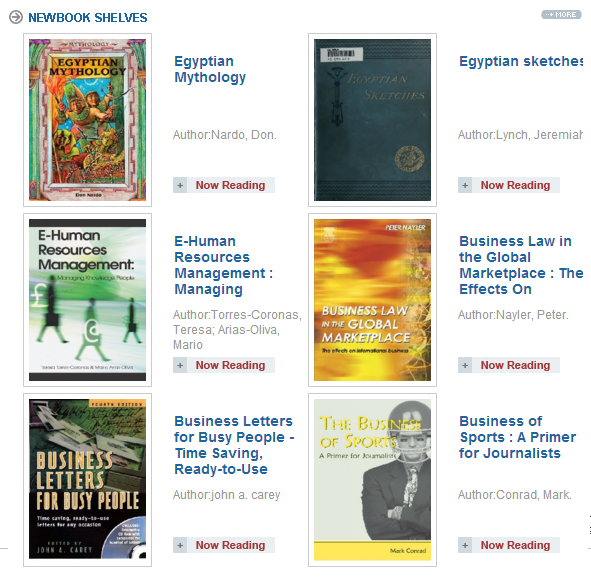 NEWBOOK SHELVES
MORE
MYTHOLOGY
EGYPTIAN
MYTHOLOGY
Don Nardo
Egyptian
Mythology
Author:Nardo, Don.
+ Now Reading
EGYPTIAN
SKETCHES
Egyptian sketches
Author:Lynch, Jeremiah
+ Now Reading
E-Human
Resources
Management:
Managing Knowledge People
Teresa Torres-Coronas & Mario Arias-Oliva
E-Human
Resources
Management :
Managing
Author:Torres-Coronas,
Teresa; Arias-Oliva,
Mario
+ Now Reading
PETER NAYLER
BUSINESS LAW
IN THE GLOBAL
MARKETPLACE
The effects on international business
Business Law in
the Global
Marketplace : The
Effects On
Author:Nayler, Peter.
+ Now Reading
FOURTH EDITION
BUSINESS
LETTERS
FOR BUSY PEOPLE
Time saving, ready-to-use
letters for any occasion
EDITED BY
JOHN A. CAREY
Business Letters
for Busy People -
Time Saving,
Ready-to-Use
Author:john a. carey
+ Now Reading
THE BUSINESS
OF SPORTS
A Primer for Journalists
Mark Conrad
Business of
Sports : A Primer
for Journalists
Author:Conrad, Mark.
+ Now Reading